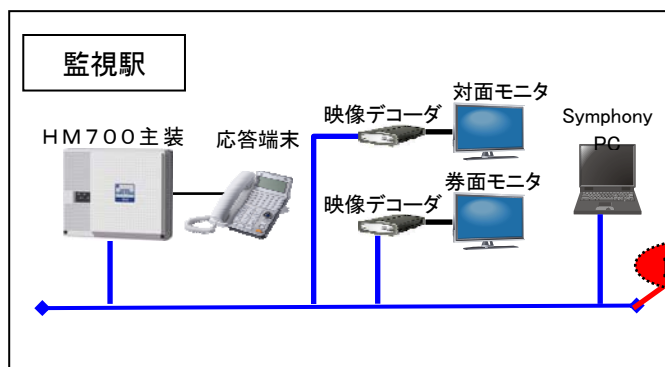 監視駅
対面モニタ
映像デコーダ
Symphony
PC
HM700主装
応答端末
券面モニタ
映像デコーダ